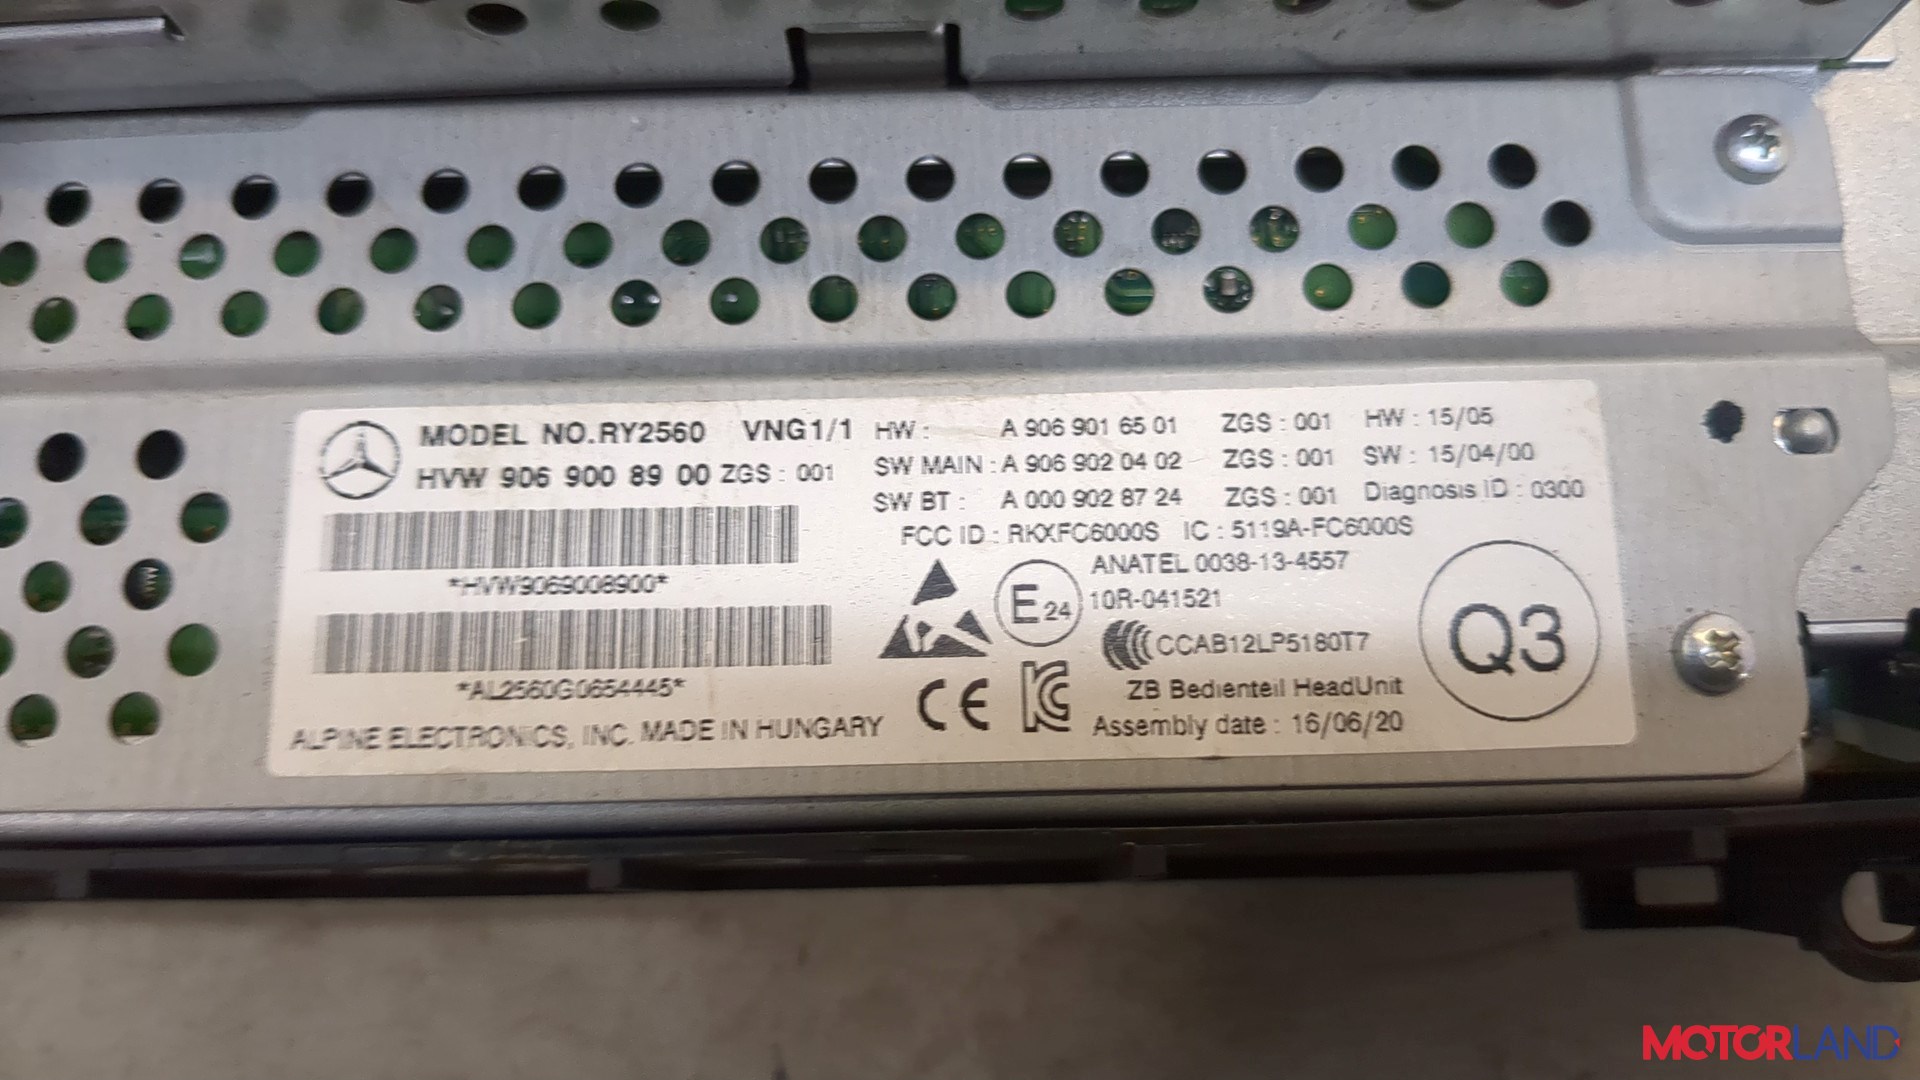 MODEL NO.RY2560 VNG1/1
HVW 906 900 89 00 ZGS : 001
*HVW9069008900*
*AL2560G0654445*
ALPINE ELECTRONICS, INC. MADE IN HUNGARY
HW : A 906 901 65 01 ZGS : 001 HW : 15/05
SW MAIN : A 906 902 04 02 ZGS : 001 SW : 15/04/00
SW BT : A 000 902 87 24 ZGS : 001 Diagnosis ID : 0300
FCC ID : RKXFC6000S IC : 5119A-FC6000S
ANATEL 0038-13-4557
E24 10R-041521
CCAB12LP5180T7
Q3
CE
KC
ZB Bedienteil HeadUnit
Assembly date : 16/06/20
MOTORLAND